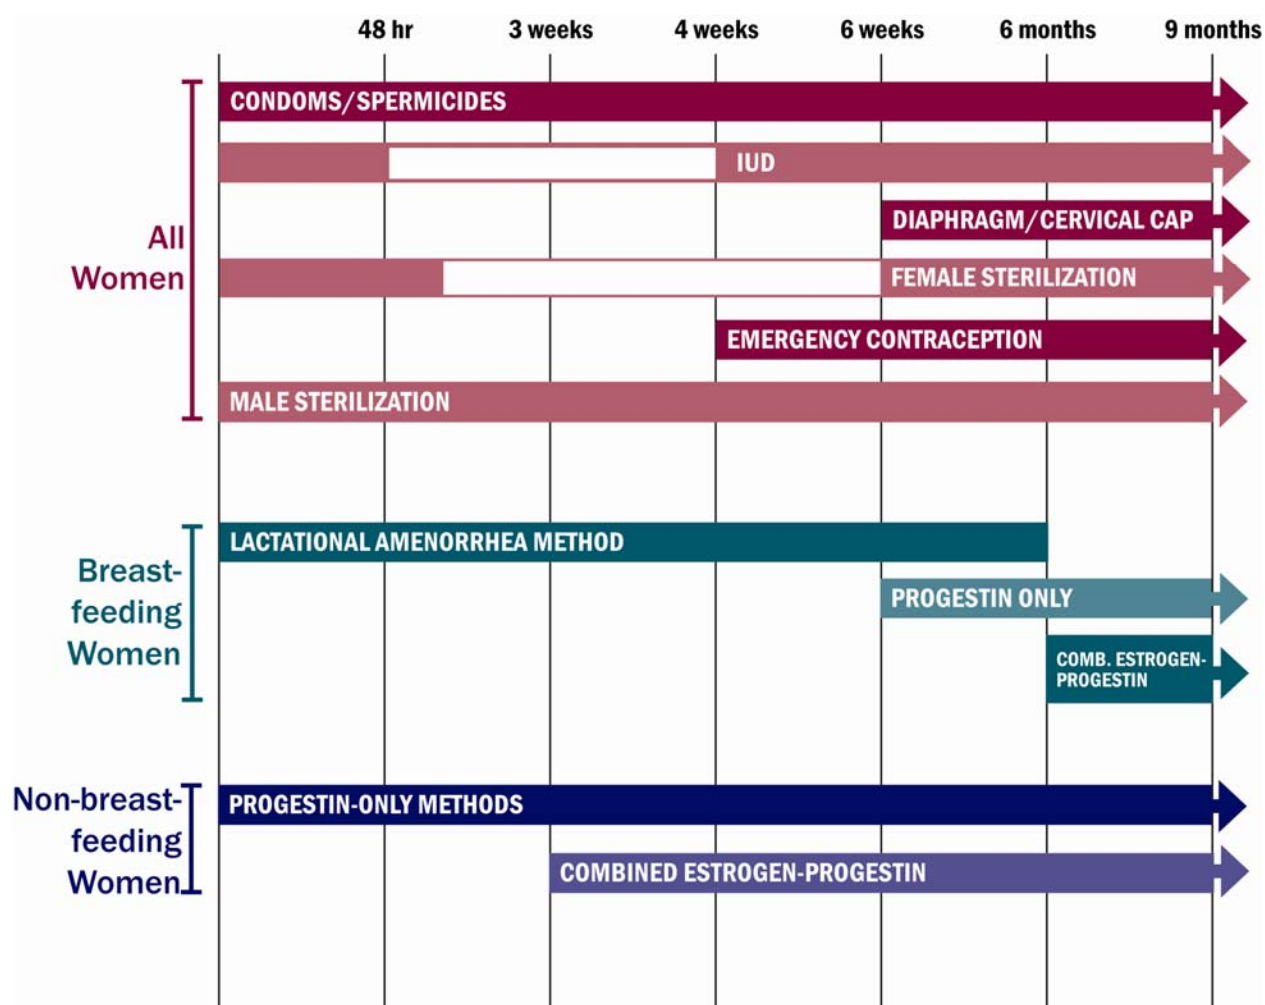 48 hr 3 weeks 4 weeks 6 weeks 6 months 9 months
All
Women
CONDOMS/SPERMICIDES
IUD
DIAPHRAGM/CERVICAL CAP
FEMALE STERILIZATION
EMERGENCY CONTRACEPTION
MALE STERILIZATION
Breast-
feeding
Women
LACTATIONAL AMENORRHEA METHOD
PROGESTIN ONLY
COMB. ESTROGEN-
PROGESTIN
Non-breast-
feeding
Women
PROGESTIN-ONLY METHODS
COMBINED ESTROGEN-PROGESTIN